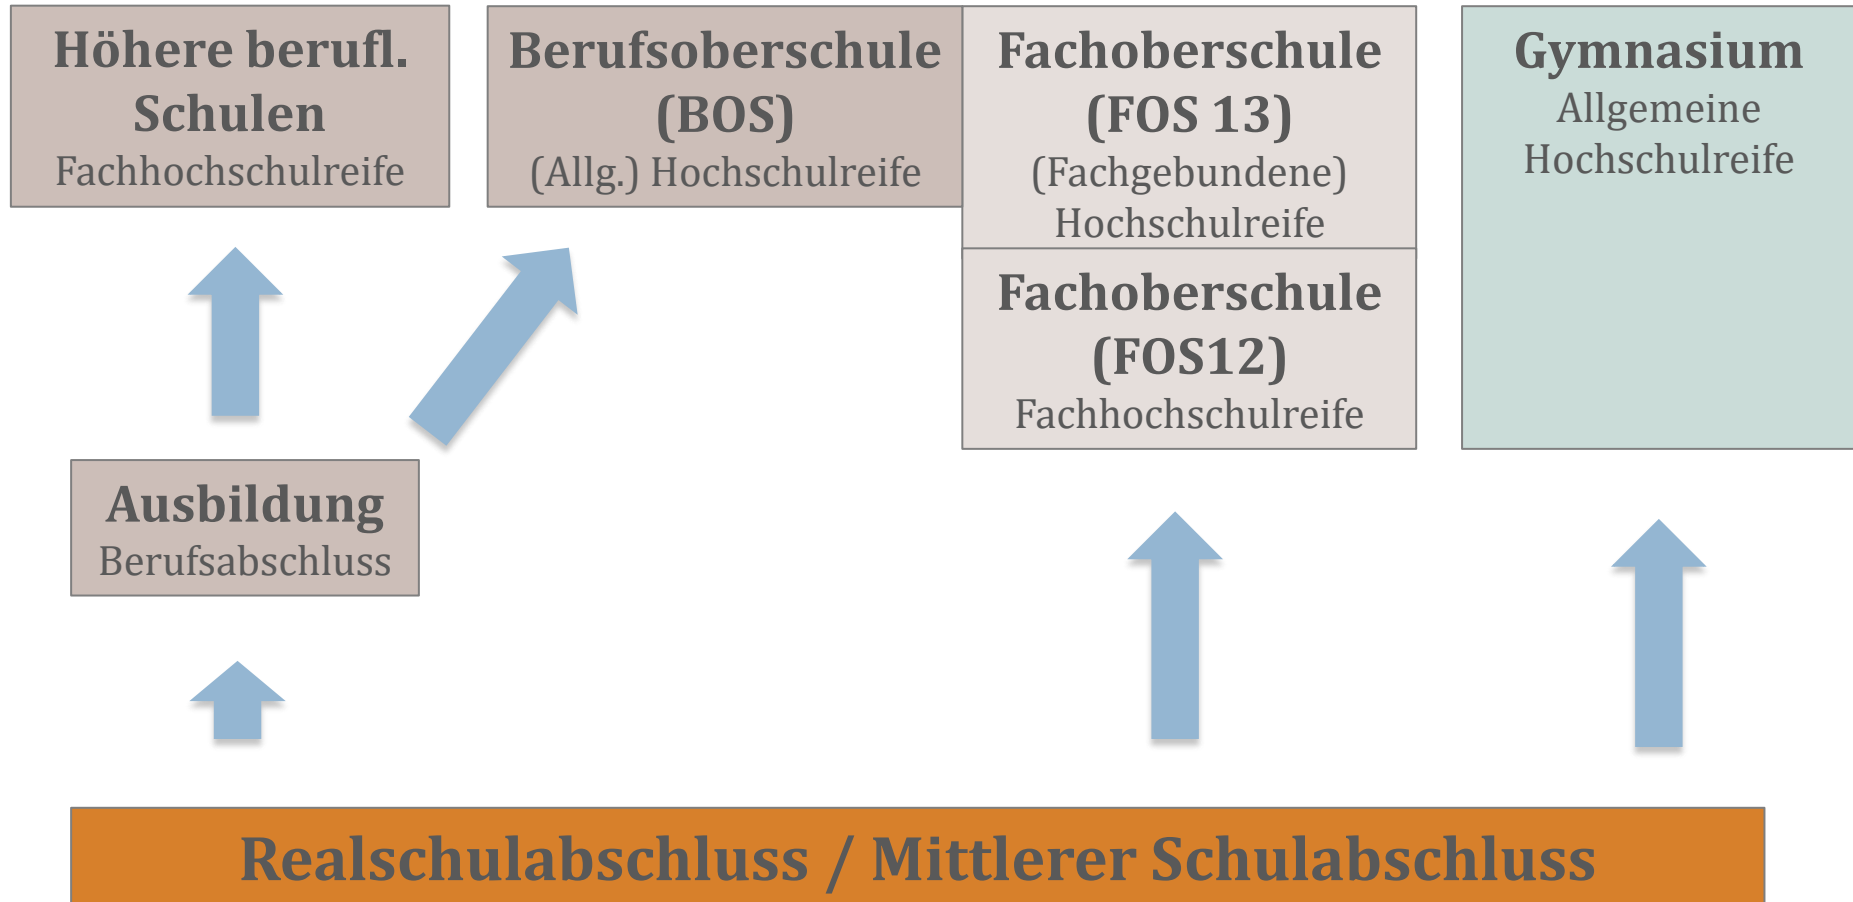 Höhere berufl.
Schulen
Fachhochschulreife
Berufsoberschule
(BOS)
(Allg.) Hochschulreife
Fachoberschule
(FOS 13)
(Fachgebundene)
Hochschulreife
Gymnasium
Allgemeine
Hochschulreife
Fachoberschule
(FOS12)
Fachhochschulreife
Ausbildung
Berufsabschluss
Realschulabschluss / Mittlerer Schulabschluss